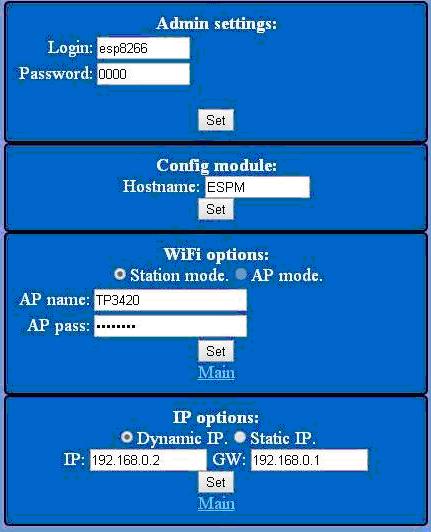 Admin settings:
Login: esp8266
Password: 0000
Set
Config module:
Hostname: ESPM
Set
WiFi options:
Station mode. AP mode.
AP name: TP3420
AP pass: ••••••••
Set
Main
IP options:
Dynamic IP. Static IP.
IP: 192.168.0.2 GW: 192.168.0.1
Set
Main